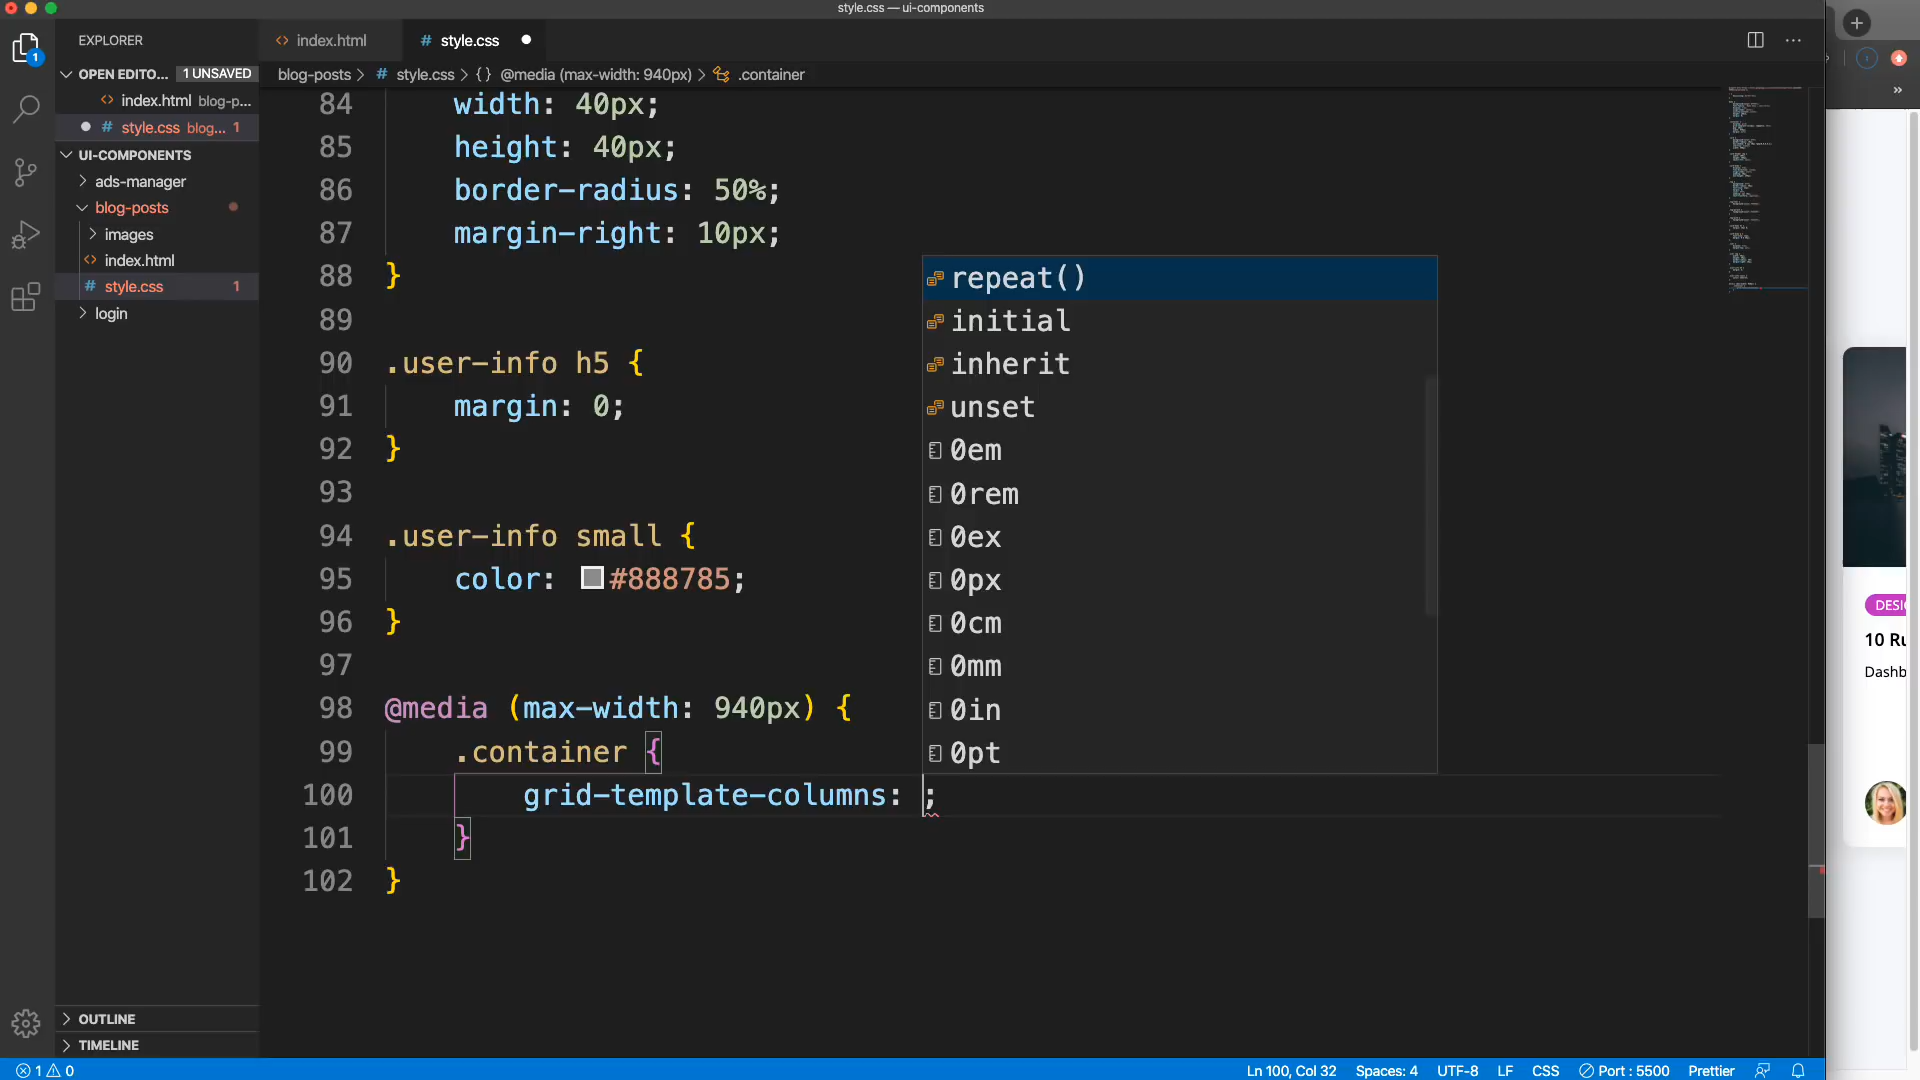 style.css — ui-components
EXPLORER
index.html
# style.css
OPEN EDITO... 1 UNSAVED
blog-posts > # style.css > {} @media (max-width: 940px) > .container
index.html blog-p...
# style.css blog... 1
UI-COMPONENTS
ads-manager
blog-posts
images
index.html
# style.css 1
login
OUTLINE
TIMELINE
84 width: 40px;
85 height: 40px;
86 border-radius: 50%;
87 margin-right: 10px;
88 }
89
90 .user-info h5 {
91 margin: 0;
92 }
93
94 .user-info small {
95 color: #888785;
96 }
97
98 @media (max-width: 940px) {
99 .container {
100 grid-template-columns: ;
101 }
102 }
repeat()
initial
inherit
unset
0em
0rem
0ex
0px
0cm
0mm
0in
0pt
DESI
10 Ru
Dashb
1 0
Ln 100, Col 32 Spaces: 4 UTF-8 LF CSS Port : 5500 Prettier